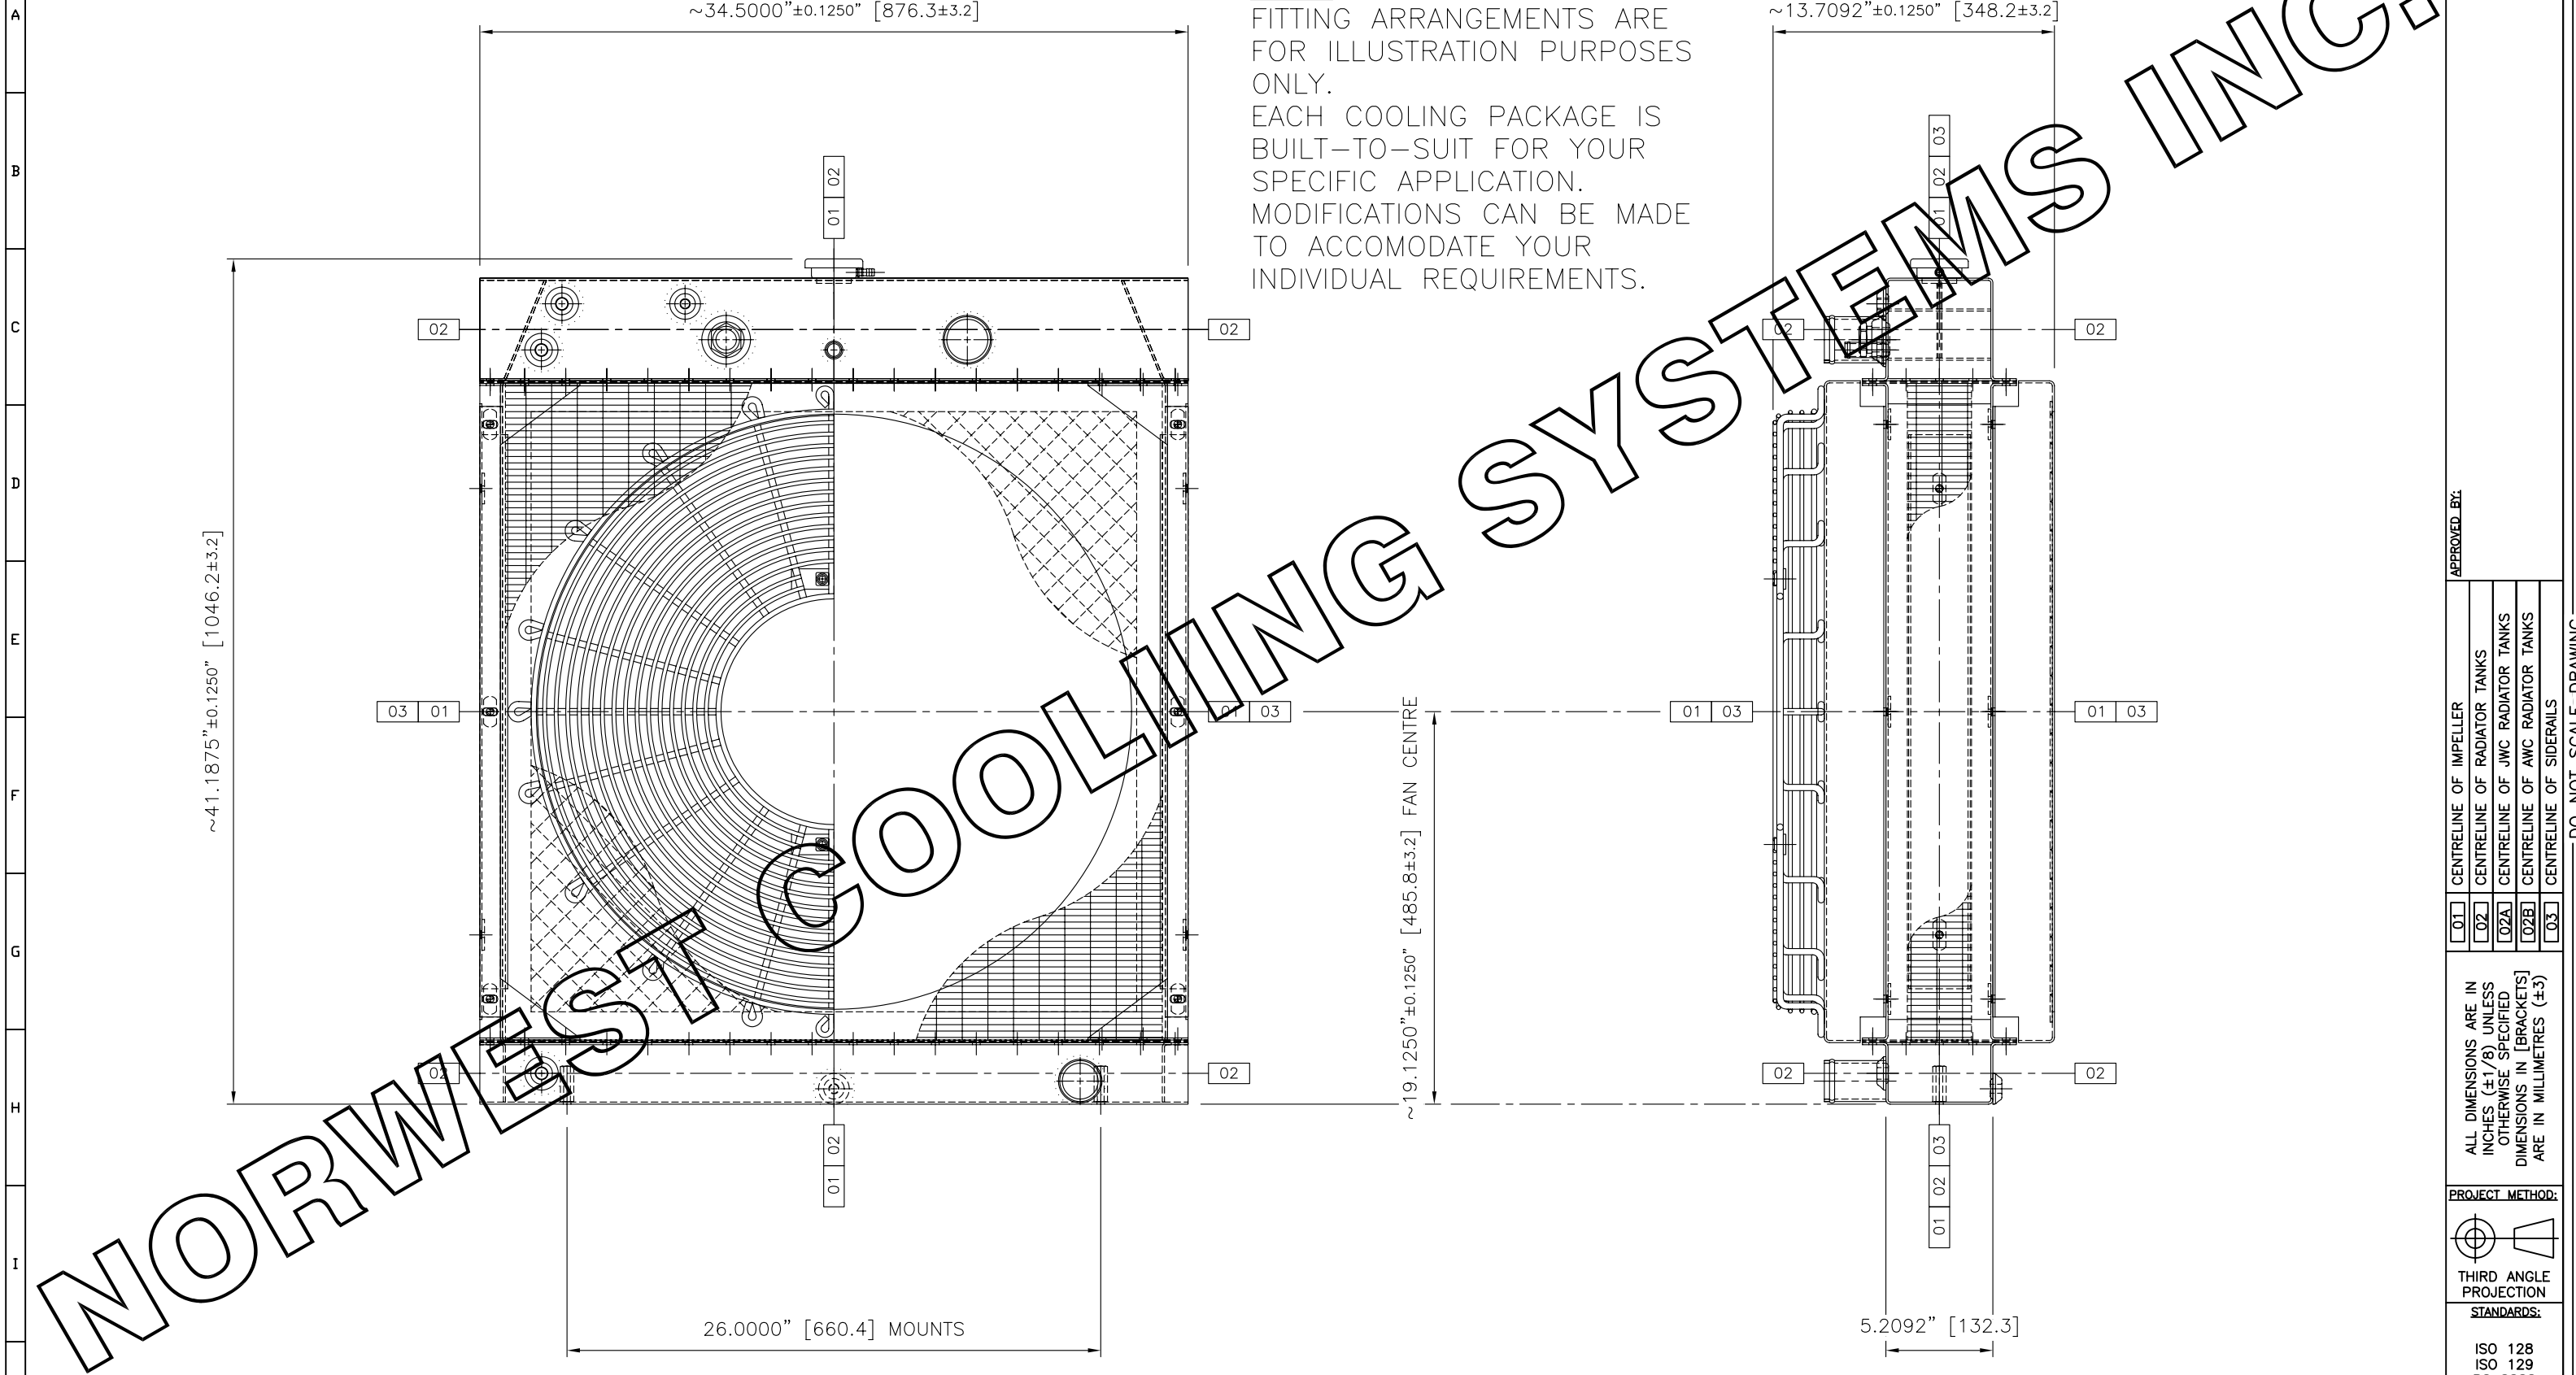 ~34.5000"±0.1250" [876.3±3.2]
FITTING ARRANGEMENTS ARE
FOR ILLUSTRATION PURPOSES
ONLY.
EACH COOLING PACKAGE IS
BUILT-TO-SUIT FOR YOUR
SPECIFIC APPLICATION.
MODIFICATIONS CAN BE MADE
TO ACCOMODATE YOUR
INDIVIDUAL REQUIREMENTS.
~13.7092"±0.1250" [348.2±3.2]
A
B
C
D
E
F
G
H
I
01 02
02
02
03 01
01 03
02
02
01 02
~41.1875"±0.1250" [1046.2±3.2]
26.0000" [660.4] MOUNTS
~19.1250"±0.1250" [485.8±3.2] FAN CENTRE
01 02 03
02
02
01 03
01 03
02
02
01 02 03
5.2092" [132.3]
NORWEST COOLIING SYSTEMS INC.
APPROVED BY:
01 CENTRELINE OF IMPELLER
02 CENTRELINE OF RADIATOR TANKS
02A CENTRELINE OF JWC RADIATOR TANKS
02B CENTRELINE OF AWC RADIATOR TANKS
03 CENTRELINE OF SIDERAILS
DO NOT SCALE DRAWING
ALL DIMENSIONS ARE IN
INCHES (±1/8) UNLESS
OTHERWISE SPECIFIED
DIMENSIONS IN [BRACKETS]
ARE IN MILLIMETRES (±3)
PROJECT METHOD:
THIRD ANGLE
PROJECTION
STANDARDS:
ISO 128
ISO 129